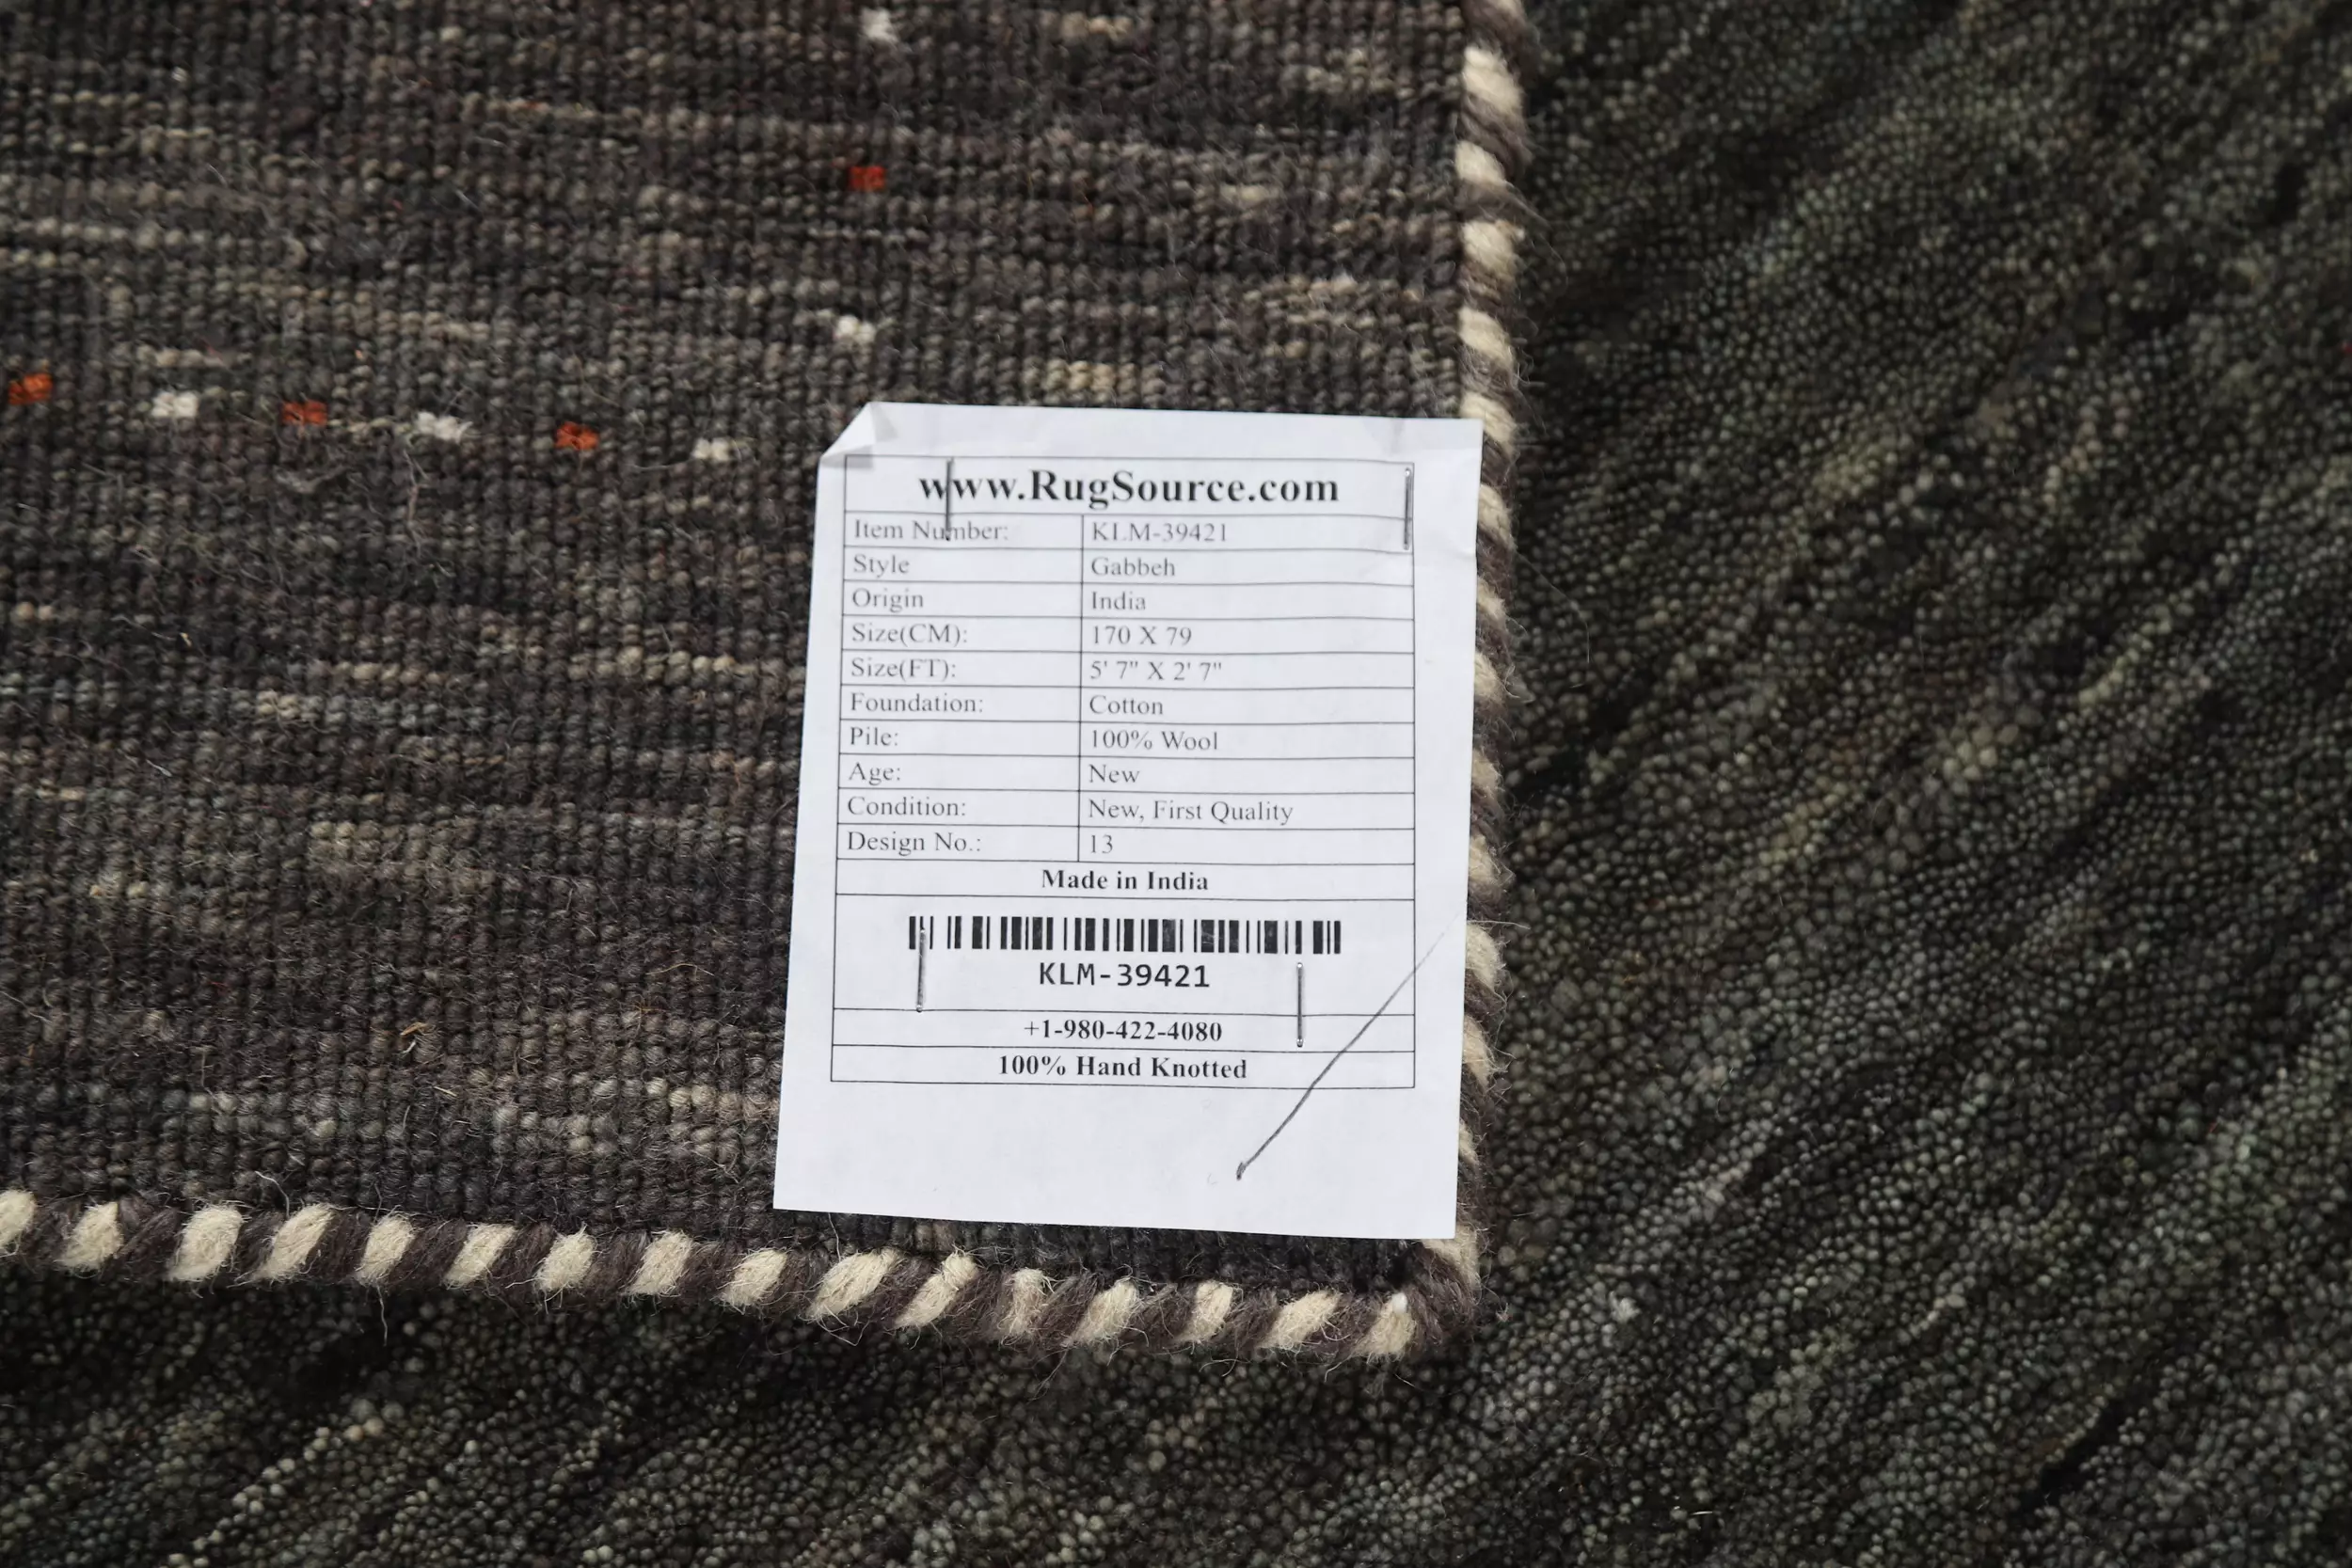 www.RugSource.com
Item Number: KLM-39421
Style Gabbeh
Origin India
Size(CM): 170 X 79
Size(FT): 5' 7" X 2' 7"
Foundation: Cotton
Pile: 100% Wool
Age: New
Condition: New, First Quality
Design No.: 13
Made in India
KLM-39421
+1-980-422-4080
100% Hand Knotted